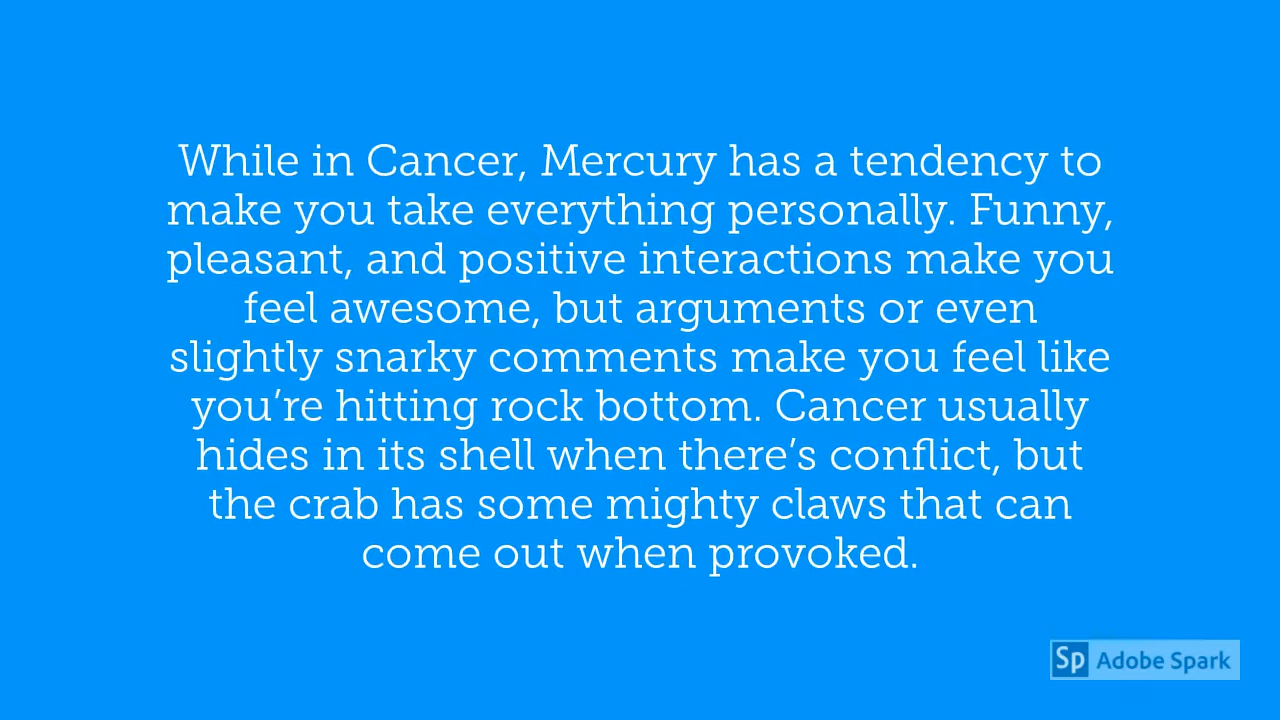 While in Cancer, Mercury has a tendency to
make you take everything personally. Funny,
pleasant, and positive interactions make you
feel awesome, but arguments or even
slightly snarky comments make you feel like
you’re hitting rock bottom. Cancer usually
hides in its shell when there’s conflict, but
the crab has some mighty claws that can
come out when provoked.
Sp Adobe Spark